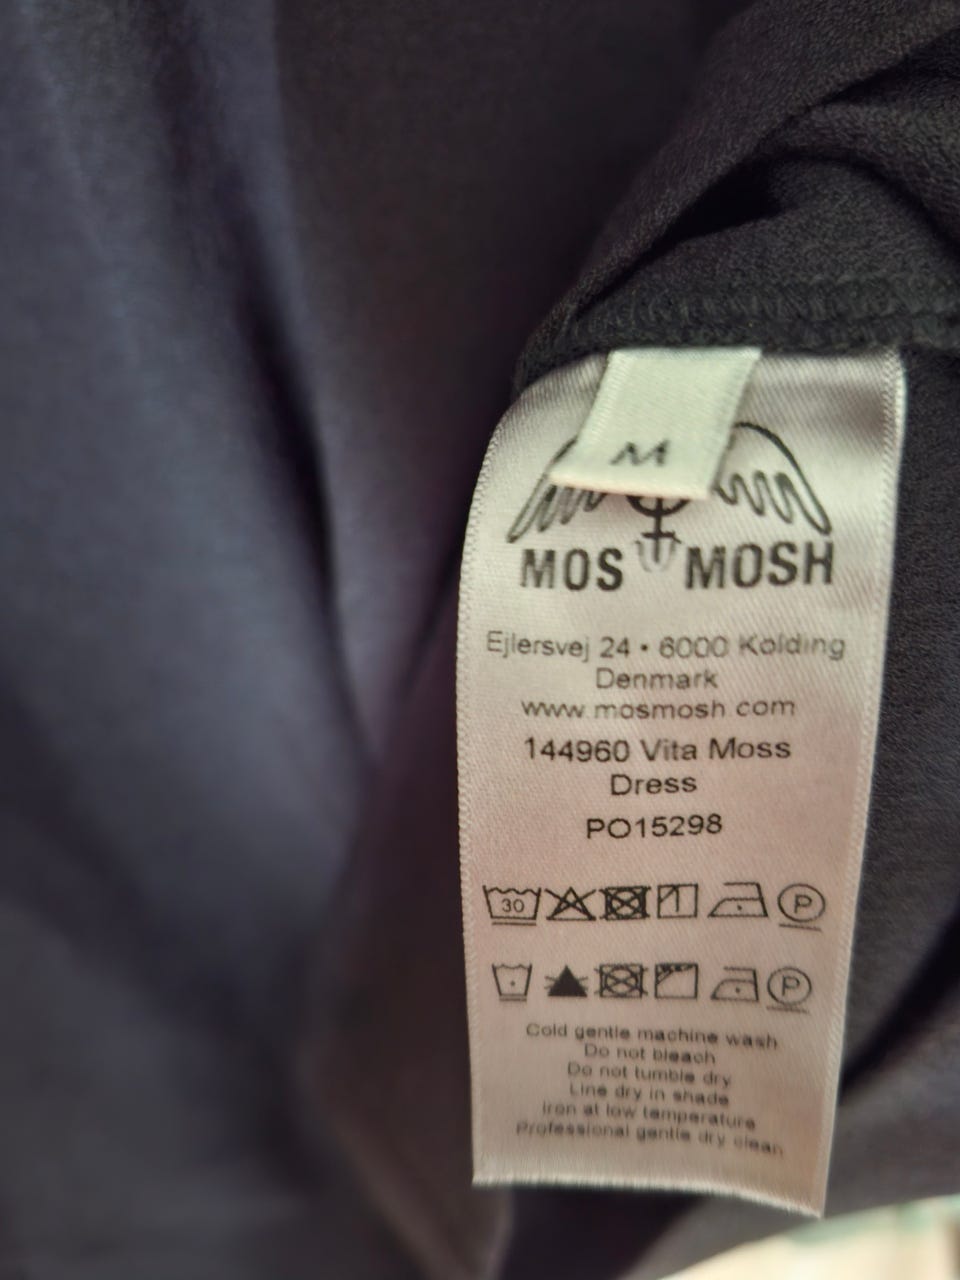 M
MOS MOSH
Ejlersvej 24 • 6000 Kolding
Denmark
www.mosmosh.com
144960 Vita Moss
Dress
PO15298
30 P
P
Cold gentle machine wash
Do not bleach
Do not tumble dry
Line dry in shade
Iron at low temperature
Professional gentle dry clean